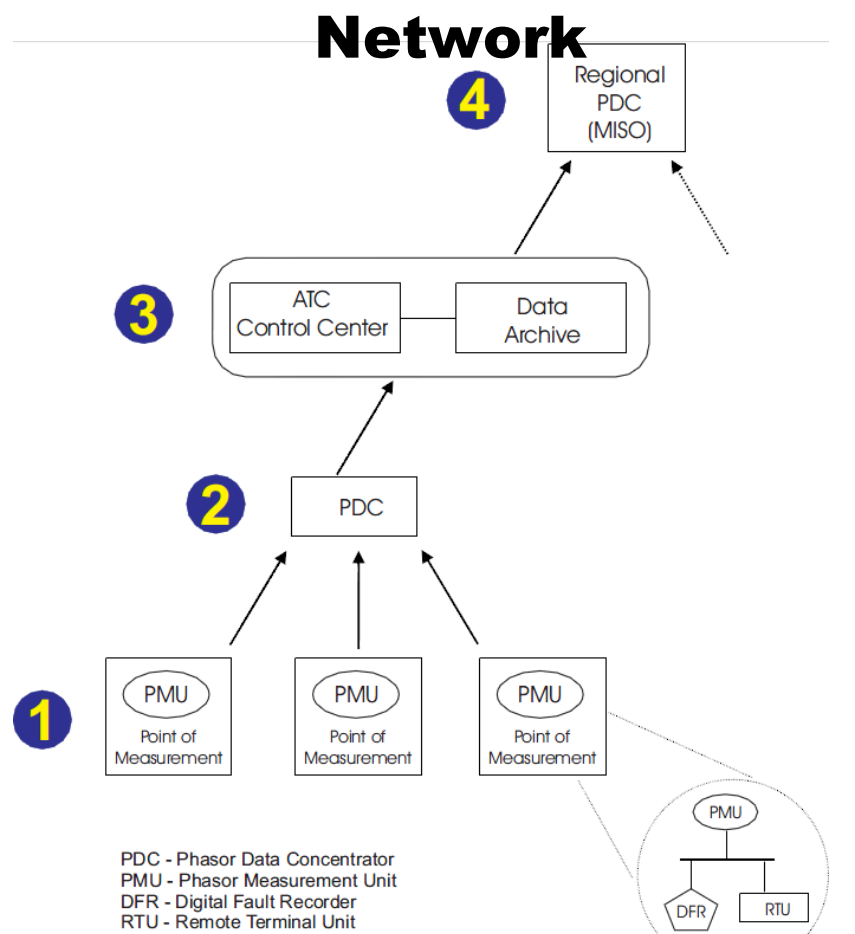 Network
4
Regional
PDC
(MISO)
3
ATC
Control Center
Data
Archive
2
PDC
1
PMU
Point of
Measurement
PMU
Point of
Measurement
PMU
Point of
Measurement
PMU
DFR
RTU
PDC - Phasor Data Concentrator
PMU - Phasor Measurement Unit
DFR - Digital Fault Recorder
RTU - Remote Terminal Unit